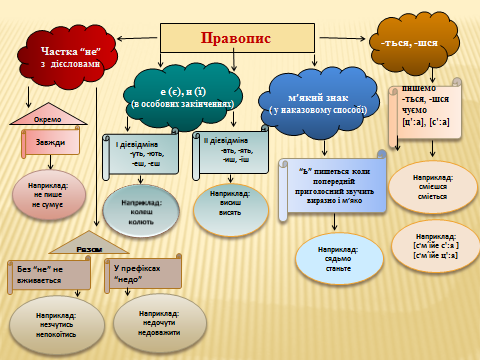 Правопис
Частка "не"
з дієсловами
е (є), и (ї)
(в особових закінченнях)
м'який знак
( у наказовому способі)
-ться, -шся
Окремо
Завжди
Наприклад:
не пише
не сумує
І дієвідміна
-уть, -ють,
-еш, -єш
Наприклад:
колеш
колють
ІІ дієвідміна
-ать, -ять,
-иш, -їш
Наприклад:
висиш
висять
"Ь" пишеться коли
попередній
приголосний звучить
виразно і м'яко
Наприклад:
сядьмо
станьте
пишемо
-ться, -шся
чуємо
[ц':а], [с':а]
Наприклад:
смієшся
сміється
Наприклад:
[с'м´ійе с':а ]
[с'м´ійе ц':а]
Разом
Без "не" не
вживається
Наприклад:
незчутись
непокоїтись
У префіксах
"недо"
Наприклад:
недочути
недоважити